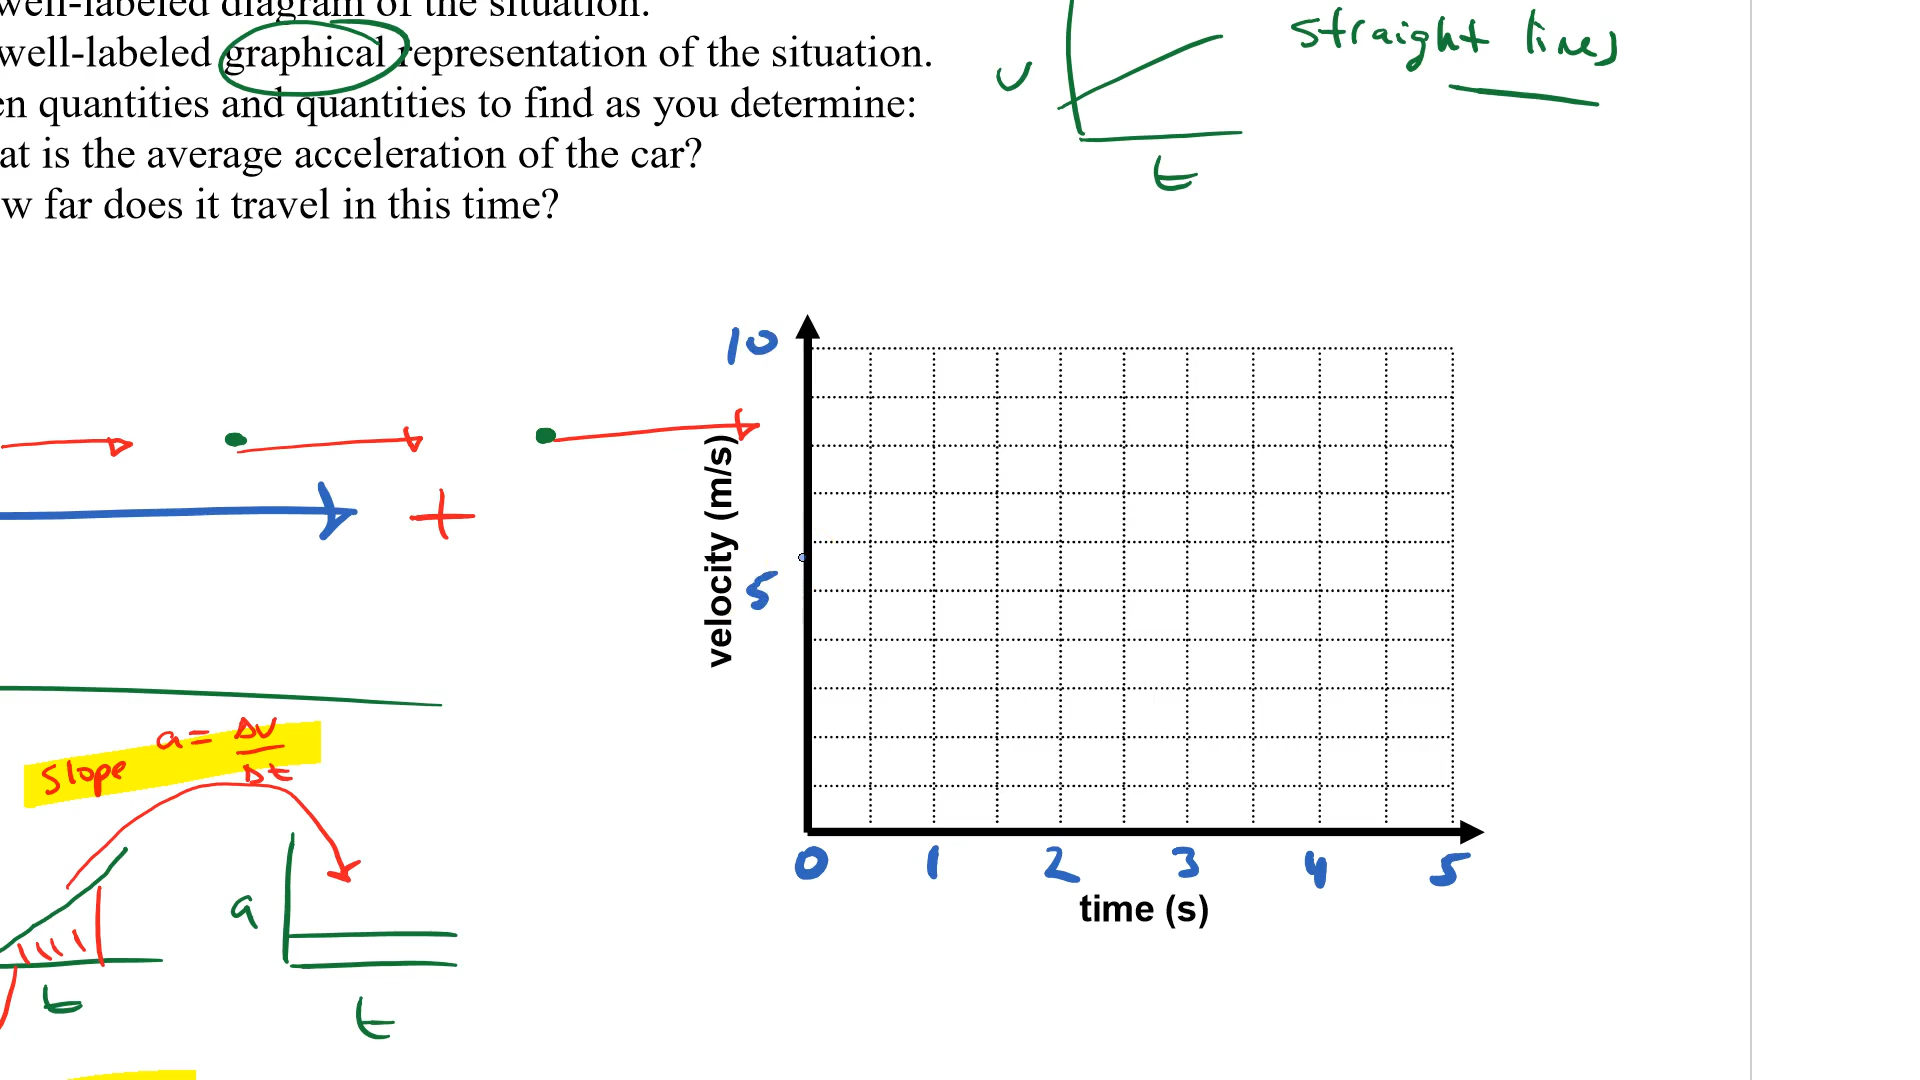 well-labeled diagram of the situation.
well-labeled graphical representation of the situation.
en quantities and quantities to find as you determine:
at is the average acceleration of the car?
w far does it travel in this time?
v
t
straight lines
10
5
velocity (m/s)
0 1 2 3 4 5
time (s)
+
slope a = Δv
Δt
t
a
t